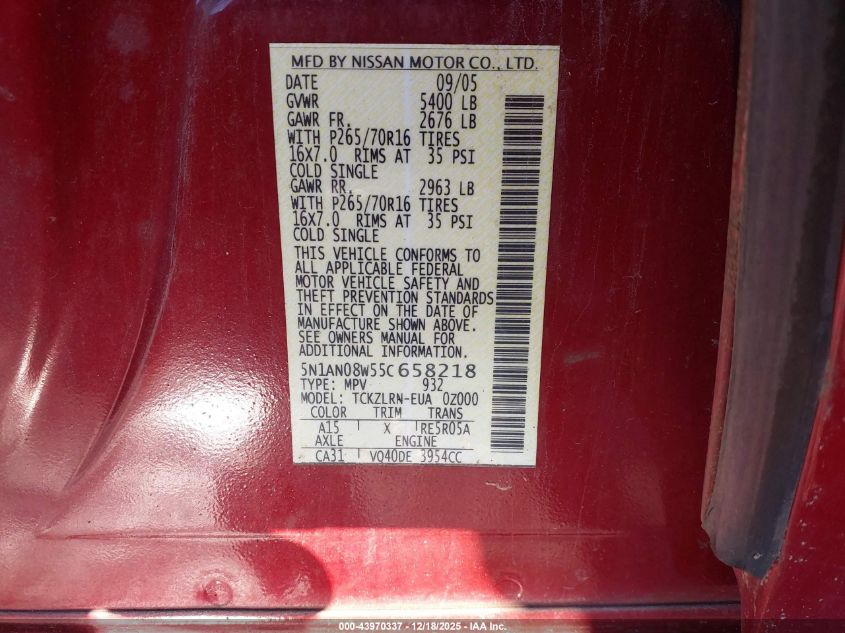 MFD BY NISSAN MOTOR CO., LTD.
DATE 09/05
GVWR 5400 LB
GAWR FR. 2676 LB
WITH P265/70R16 TIRES
16X7.0 RIMS AT 35 PSI
COLD SINGLE
GAWR RR. 2963 LB
WITH P265/70R16 TIRES
16X7.0 RIMS AT 35 PSI
COLD SINGLE
THIS VEHICLE CONFORMS TO
ALL APPLICABLE FEDERAL
MOTOR VEHICLE SAFETY AND
THEFT PREVENTION STANDARDS
IN EFFECT ON THE DATE OF
MANUFACTURE SHOWN ABOVE.
SEE OWNERS MANUAL FOR
ADDITIONAL INFORMATION.
5N1AN08W55C658218
TYPE: MPV 932
MODEL: TCKZLRN-EUA 0Z000
COLOR TRIM TRANS
A15 X RE5R05A
AXLE ENGINE
CA31 VQ40DE 3954CC
000-43970337 • 12/18/2025 • IAA Inc.